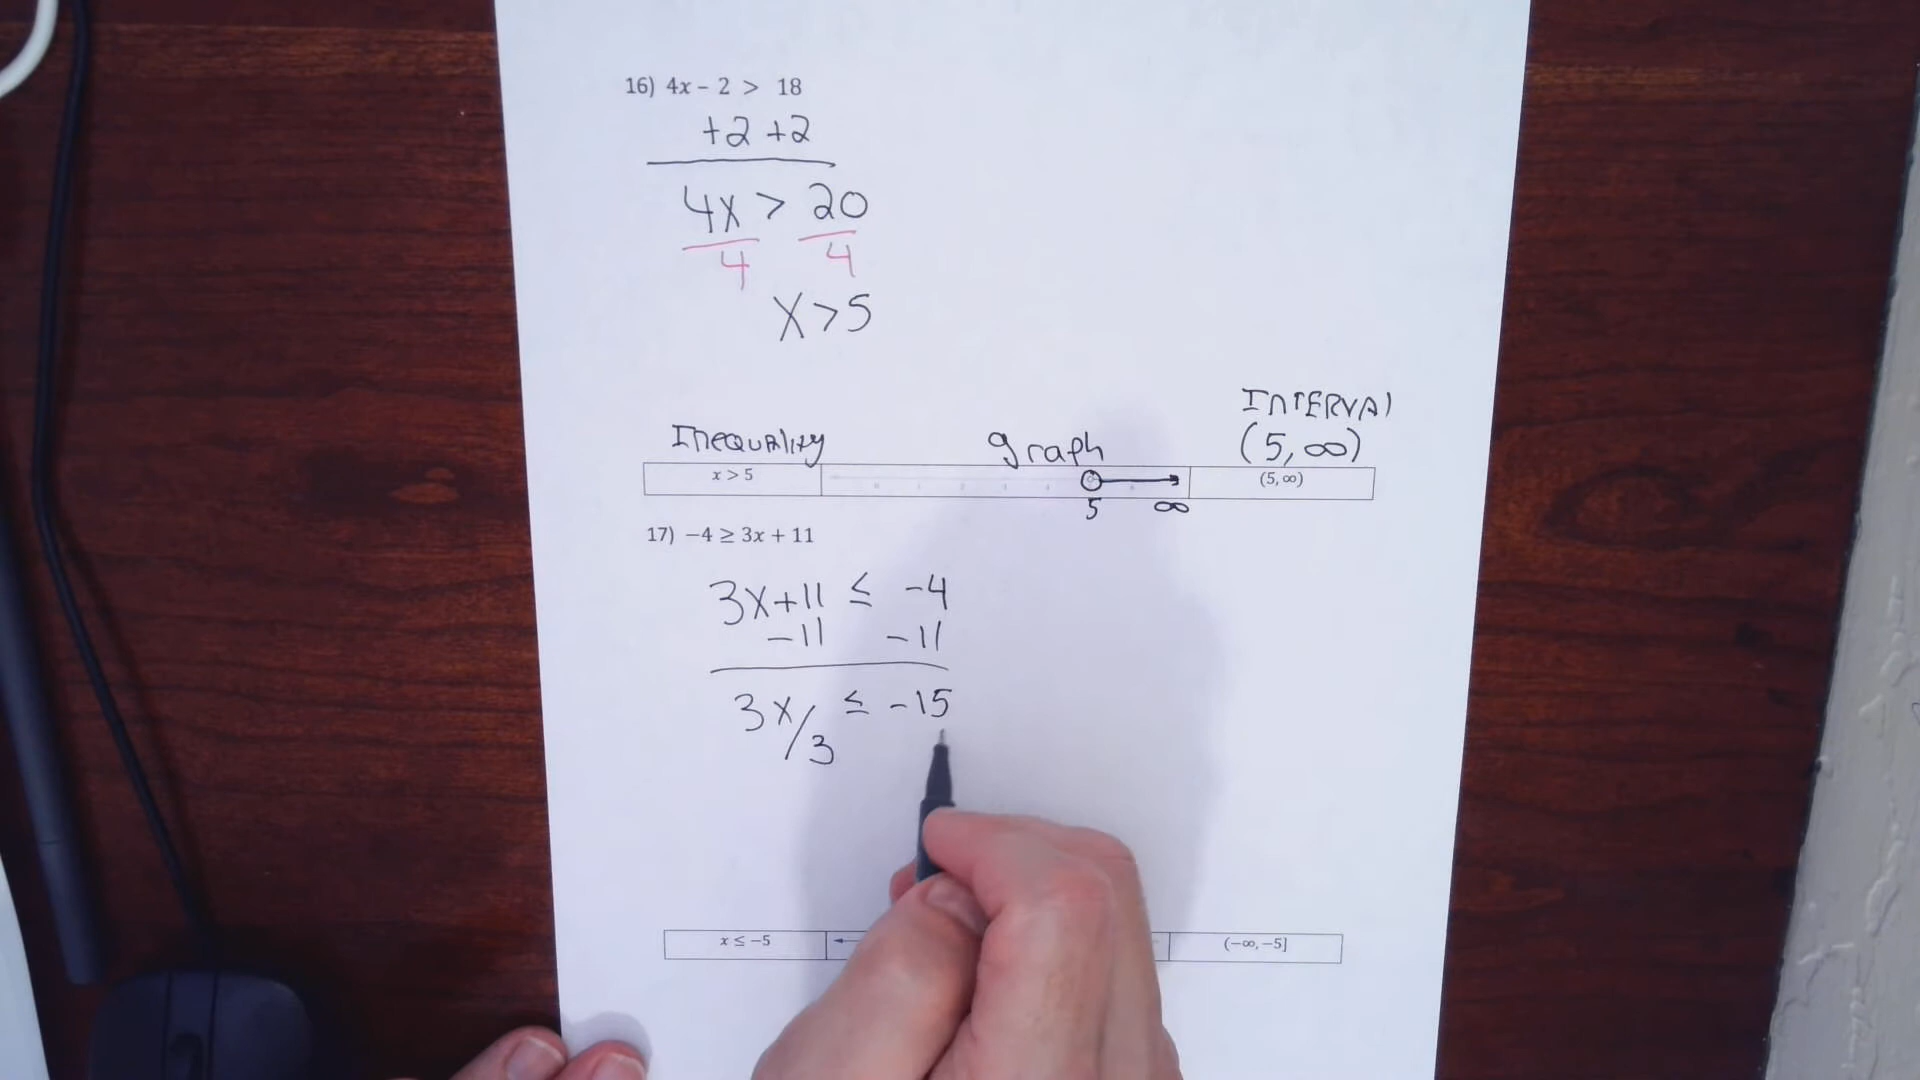 16) 4x − 2 > 18
+2 +2
4x > 20
4 4
x > 5
INTERVAL
Inequality graph (5, ∞)
x > 5 (5, ∞)
5 ∞
17) −4 ≥ 3x + 11
3x+11 ≤ -4
-11 -11
3x/3 ≤ -15
x ≤ −5 (−∞, −5]